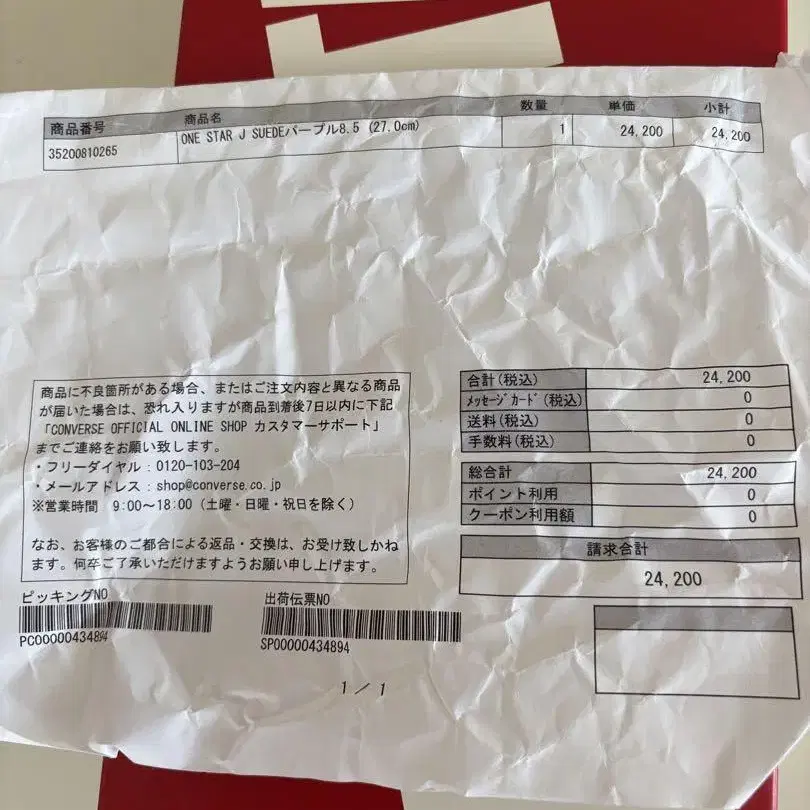 商品番号 商品名 数量 単価 小計
35200810265 ONE STAR J SUEDEパープル8.5 (27.0cm) 1 24,200 24,200
商品に不良箇所がある場合、またはご注文内容と異なる商品
が届いた場合は、恐れ入りますが商品到着後7日以内に下記
「CONVERSE OFFICIAL ONLINE SHOP カスタマーサポート」
までご連絡をお願い致します。
・フリーダイヤル：0120-103-204
・メールアドレス：shop@converse.co.jp
※営業時間 9:00～18:00（土曜・日曜・祝日を除く）
なお、お客様のご都合による返品・交換は、お受け致しかね
ます。何卒ご了承いただけますようお願い申し上げます。
合計(税込) 24,200
ﾒｯｾｰｼﾞｶｰﾄﾞ(税込) 0
送料(税込) 0
手数料(税込) 0
総合計 24,200
ポイント利用 0
クーポン利用額 0
請求合計
24,200
ピッキングNO 出荷伝票NO
PC00000434894 SP00000434894
1 / 1